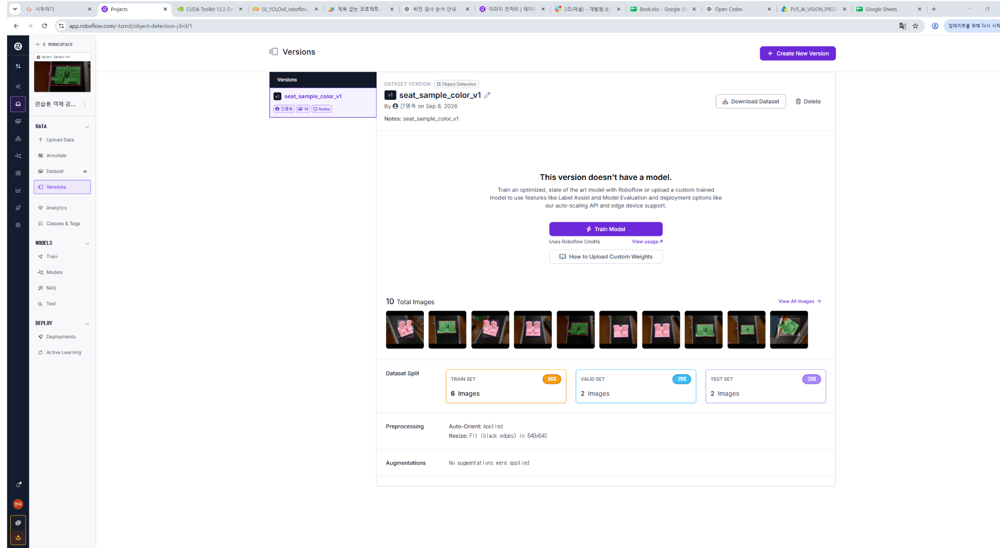 시작하기
Projects
CUDA Toolkit 12.2 Do
02_YOLOv8_roboflow_
제목 없는 프로젝트 -
비전 검사 순서 안내
이미지 전처리 | 데이터
2조(채널) - 개발원.생
Book.xlsx - Google Sh
Open Codex
PV5_AI_VISION_PROJE
Google Sheets
app.roboflow.com/-tzrnd/object-detection-j3rcl/1
업데이트를 위해 다시 시작
S WORKSPACE
Object Detection
연습용 객체 검...
DATA
Upload Data
Annotate
Dataset 10
Versions
Analytics
Classes & Tags
MODELS
Train
Models
NAS
Test
DEPLOY
Deployments
Active Learning
명욱
Versions
Create New Version
Versions
v1 seat_sample_color_v1
간명욱 10 Notes
DATASET VERSION Object Detection
v1 seat_sample_color_v1
By 간명욱 on Sep 8, 2026
Notes: seat_sample_color_v1
Download Dataset
Delete
This version doesn't have a model.
Train an optimized, state of the art model with Roboflow or upload a custom trained
model to use features like Label Assist and Model Evaluation and deployment options like
our auto-scaling API and edge device support.
Train Model
Uses Roboflow Credits View usage
How to Upload Custom Weights
10 Total Images
View All Images
Dataset Split
TRAIN SET 60%
6 Images
VALID SET 20%
2 Images
TEST SET 20%
2 Images
Preprocessing
Auto-Orient: Applied
Resize: Fit (black edges) in 640x640
Augmentations
No augmentations were applied